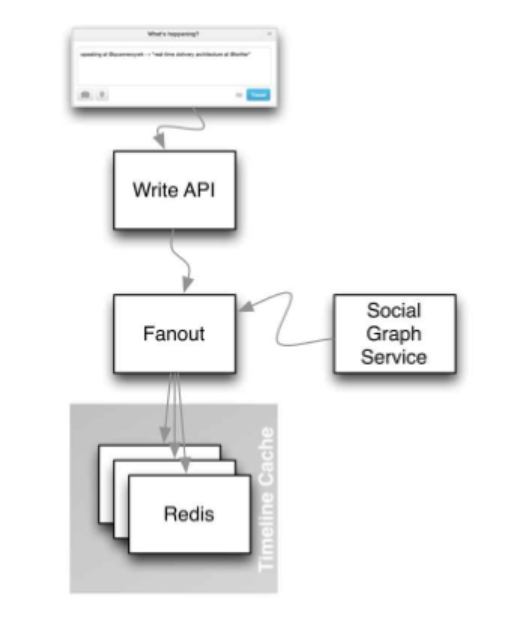 What's happening?
speaking at @qconnewyork --> "real-time delivery architecture at @twitter"
Tweet
Write API
Fanout
Social
Graph
Service
Redis
Timeline Cache